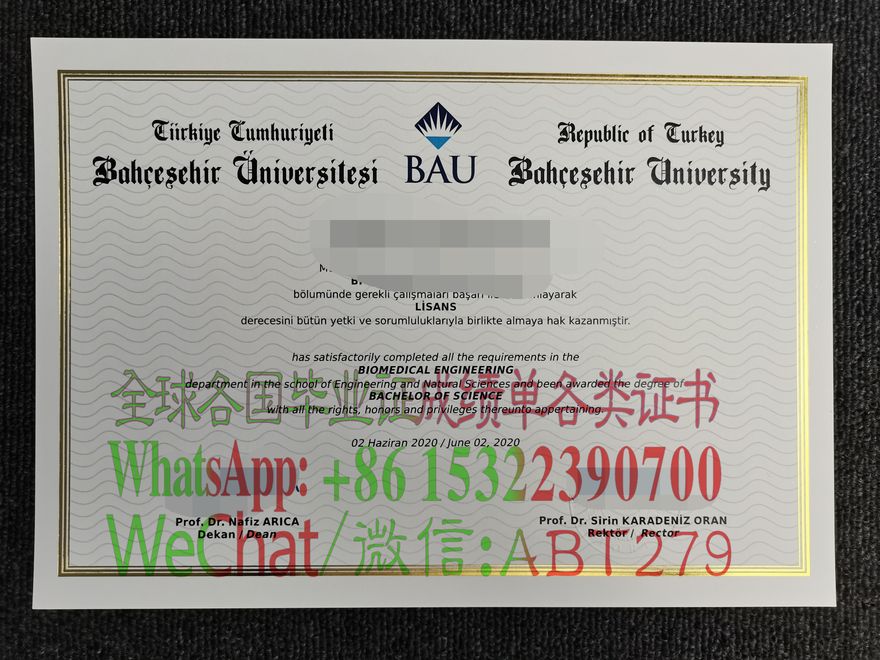 Türkiye Cumhuriyeti
Bahçeşehir Üniversitesi
BAU
Republic of Turkey
Bahçeşehir University
bölümünde gerekli çalışmaları başarı
LİSANS
derecesini bütün yetki ve sorumluluklarıyla birlikte almaya hak kazanmıştir.
has satisfactorily completed all the requirements in the
BIOMEDICAL ENGINEERING
department in the school of Engineering and Natural Sciences and been awarded the degree of
全球各国毕业证成绩单各类证书
BACHELOR OF SCIENCE
with all the rights, honors and privileges thereunto appertaining.
02 Haziran 2020 / June 02, 2020
WhatsApp: +86 15322390700
Prof. Dr. Nafiz ARICA
Dekan / Dean
Prof. Dr. Sirin KARADENİZ ORAN
Rektör / Rector
WeChat/微信:ABT279